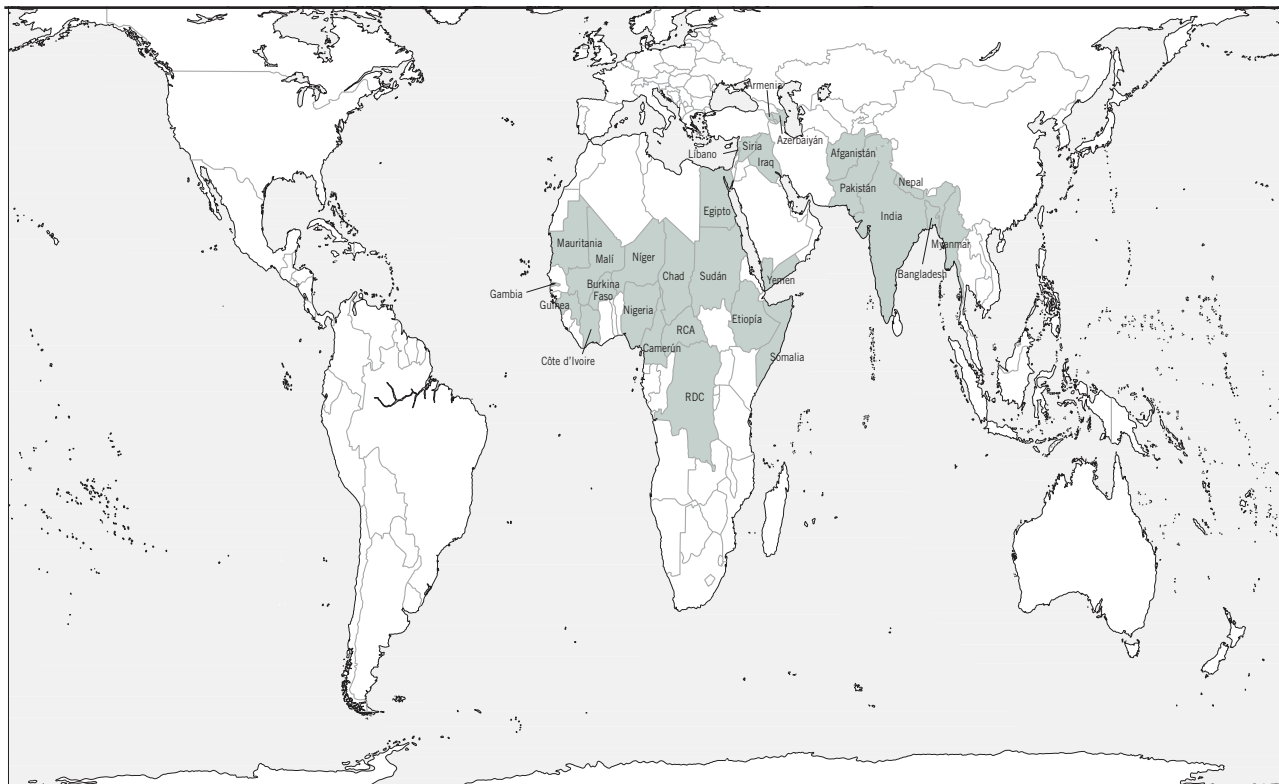 Armenia
Azerbaiyán
Líbano
Siria
Iraq
Afganistán
Pakistán
Nepal
India
Egipto
Mauritania
Malí
Níger
Chad
Sudán
Myanmar
Bangladesh
Yemen
Gambia
Guinea
Burkina
Faso
Nigeria
RCA
Etiopía
Camerún
Côte d'Ivoire
Somalia
RDC